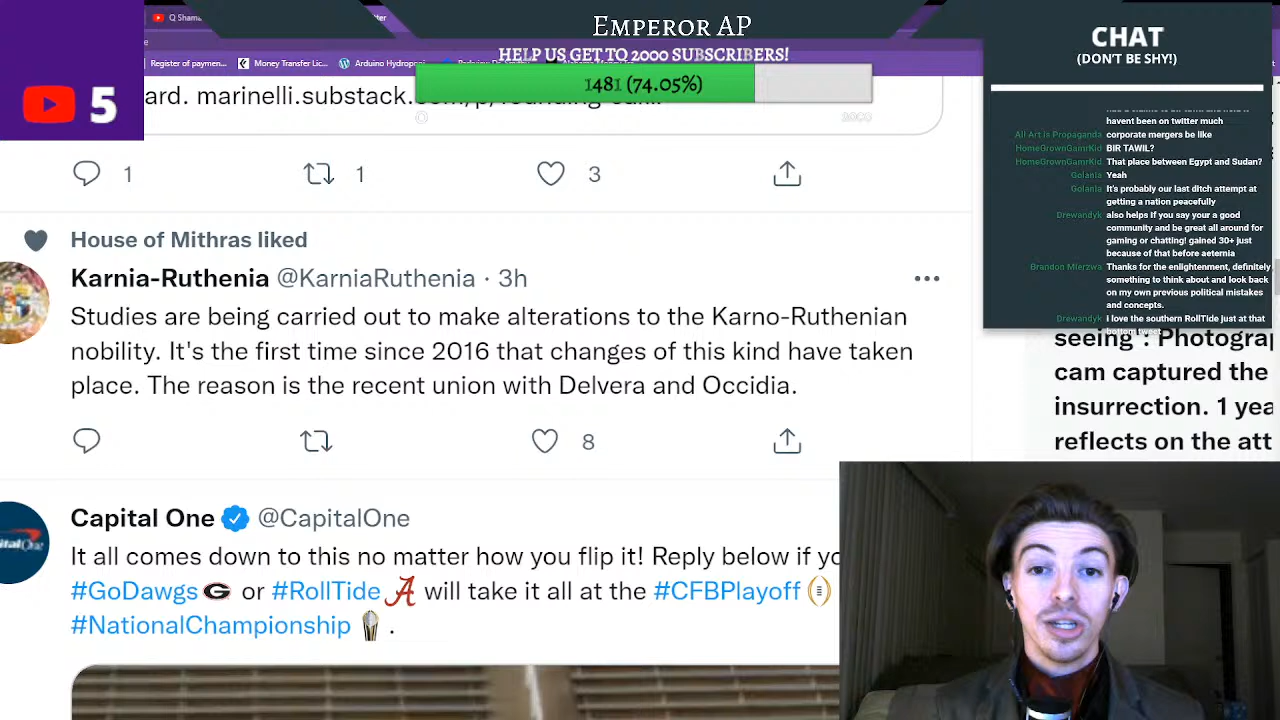 Q Shama
tter
EMPEROR AP
HELP US GET TO 2000 SUBSCRIBERS!
Register of paymen...
Money Transfer Lic...
Arduino Hydroponi
1481 (74.05%)
0
2000
5
ard. marinelli.substack.
1
1
3
House of Mithras liked
Karnia-Ruthenia @KarniaRuthenia · 3h
Studies are being carried out to make alterations to the Karno-Ruthenian
nobility. It's the first time since 2016 that changes of this kind have taken
place. The reason is the recent union with Delvera and Occidia.
8
Capital One @CapitalOne
It all comes down to this no matter how you flip it! Reply below if yo
#GoDawgs or #RollTide will take it all at the #CFBPlayoff
#NationalChampionship .
CHAT
(DON'T BE SHY!)
havent been on twitter much
All Art is Propaganda corporate mergers be like
HomeGrownGamrKid BIR TAWIL?
HomeGrownGamrKid That place between Egypt and Sudan?
Golania Yeah
Golania It's probably our last ditch attempt at
getting a nation peacefully
Drewandyk also helps if you say your a good
community and be great all around for
gaming or chatting! gained 30+ just
because of that before aeternia
Brandon Mierzwa Thanks for the enlightenment, definitely
something to think about and look back
on my own previous political mistakes
and concepts.
Drewandyk I love the southern RollTide just at that
bottom tweet
seeing': Photograp
cam captured the
insurrection. 1 yea
reflects on the att